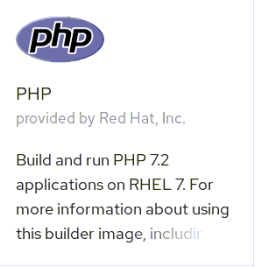 php
PHP
provided by Red Hat, Inc.
Build and run PHP 7.2
applications on RHEL 7. For
more information about using
this builder image, includin